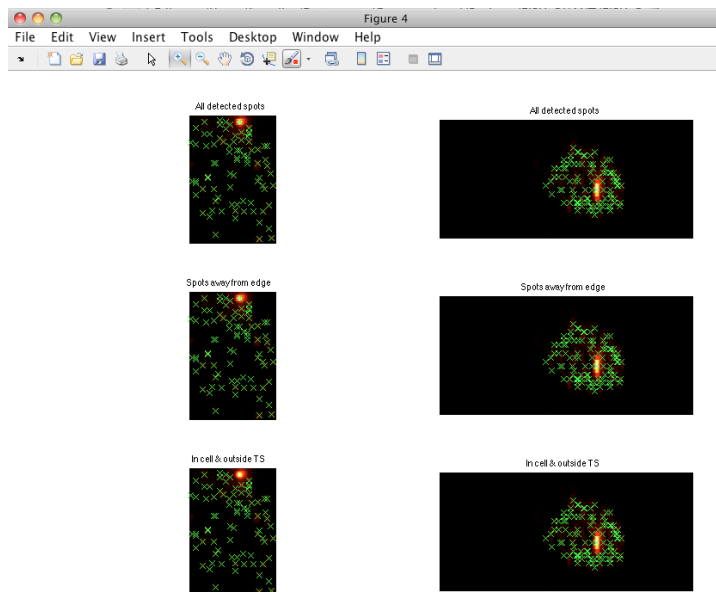 Figure 4
File Edit View Insert Tools Desktop Window Help
All detected spots
All detected spots
Spots away from edge
Spots away from edge
In cell & outside TS
In cell & outside TS